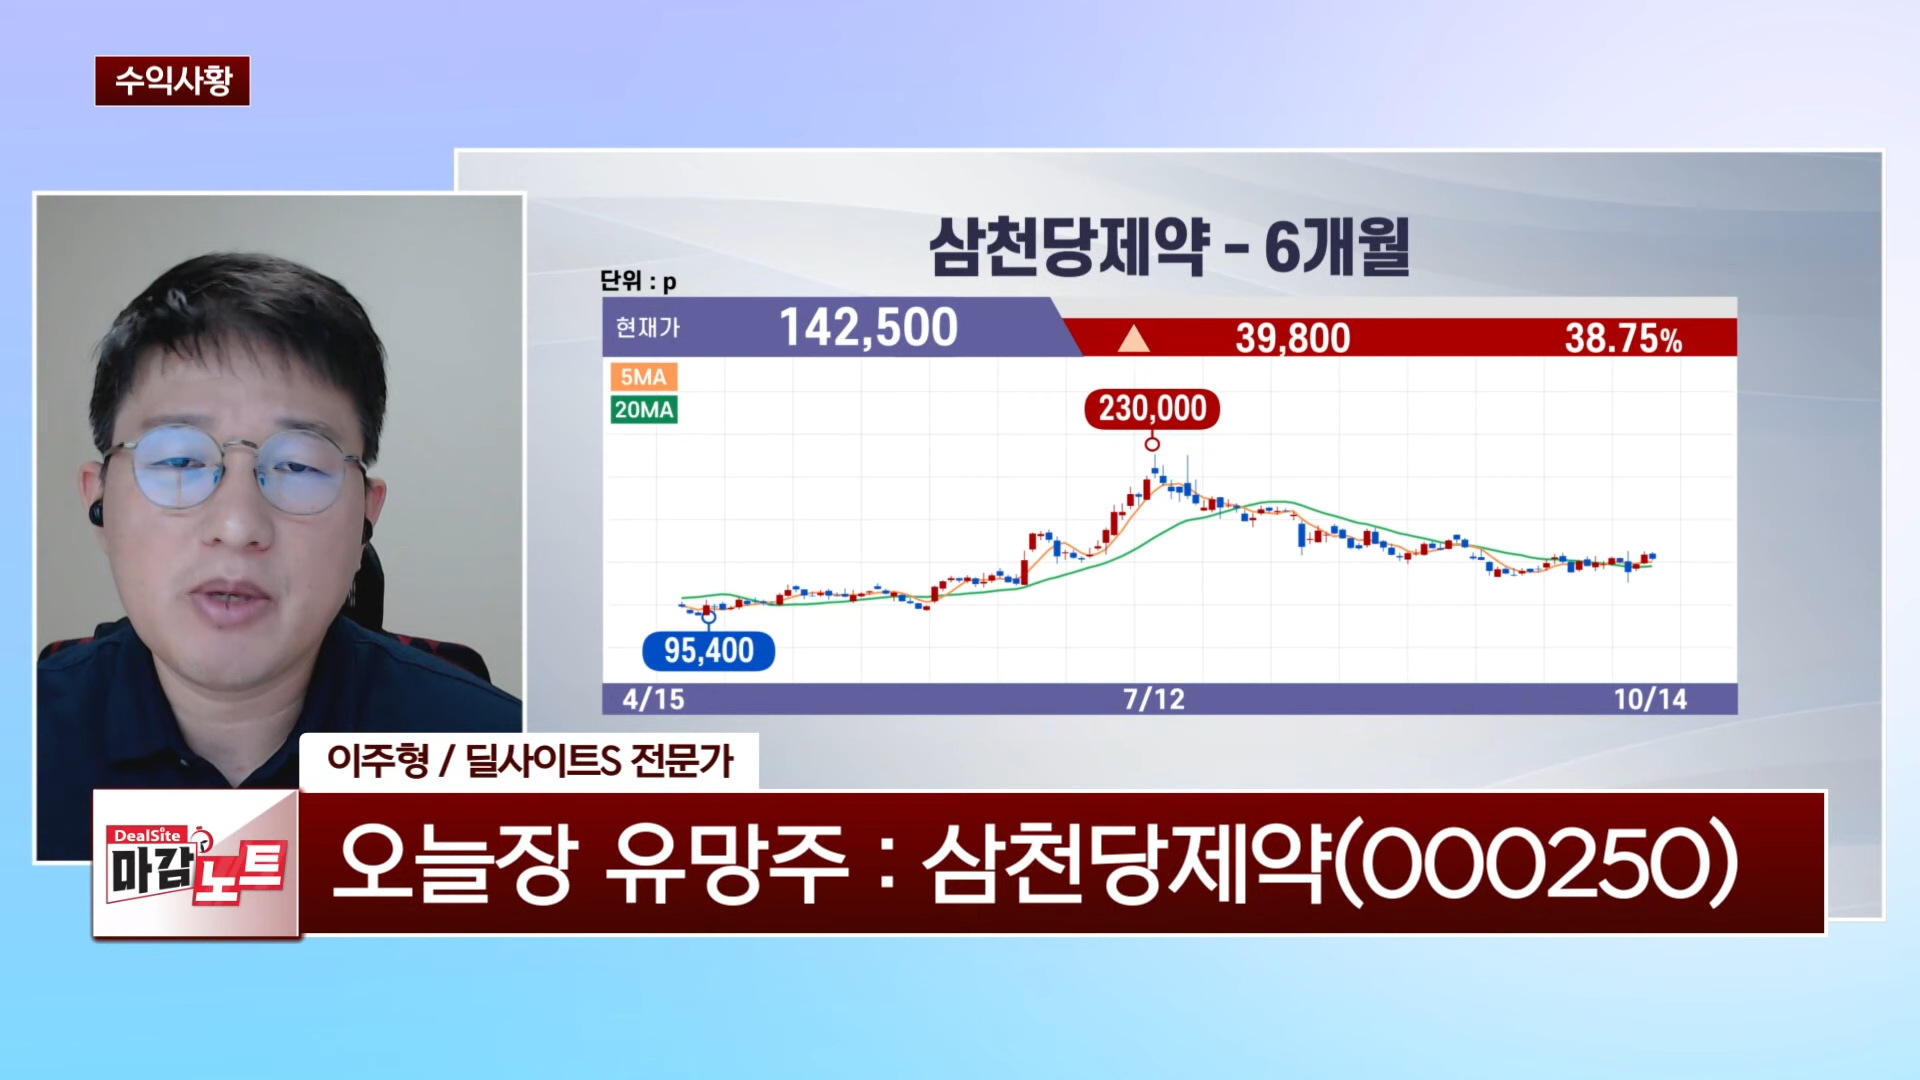 수익사황
삼천당제약 - 6개월
단위 : p
현재가 142,500 39,800 38.75%
5MA
20MA
230,000
95,400
4/15 7/12 10/14
이주형 / 딜사이트S 전문가
DealSite
마감노트
오늘장 유망주 : 삼천당제약(000250)